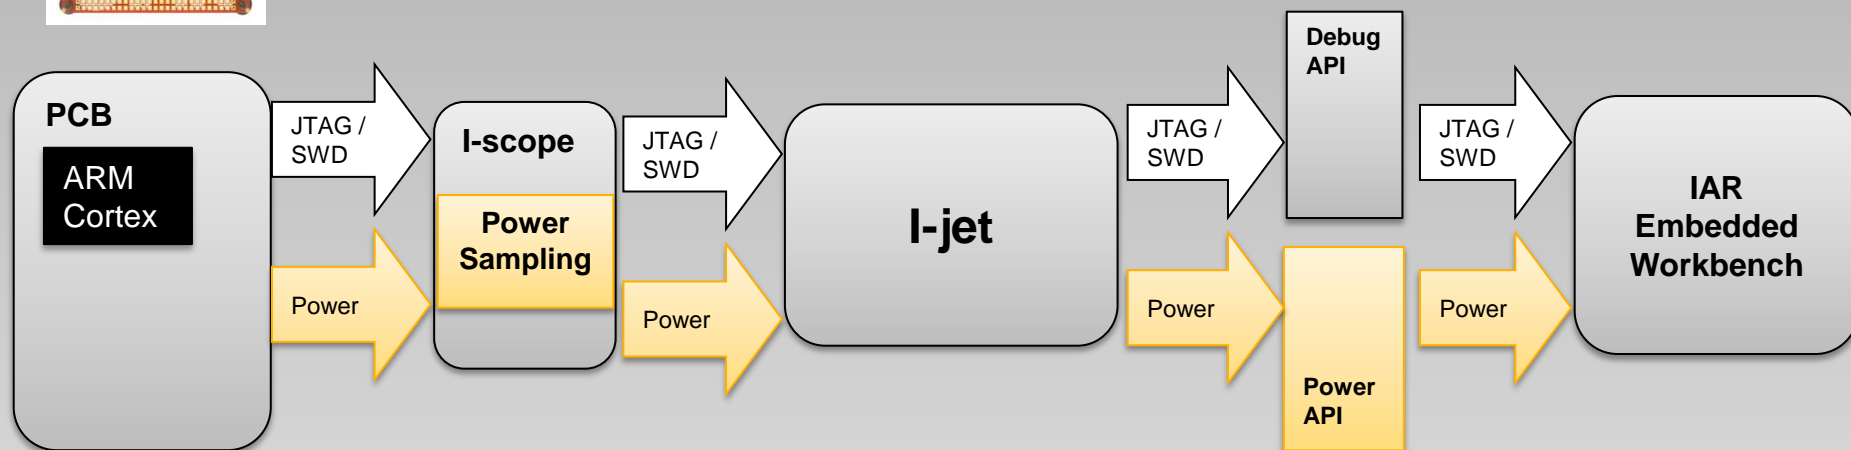 PCB
ARM
Cortex
JTAG /
SWD
Power
I-scope
Power
Sampling
JTAG /
SWD
Power
I-jet
JTAG /
SWD
Power
Debug
API
Power
API
JTAG /
SWD
Power
IAR
Embedded
Workbench